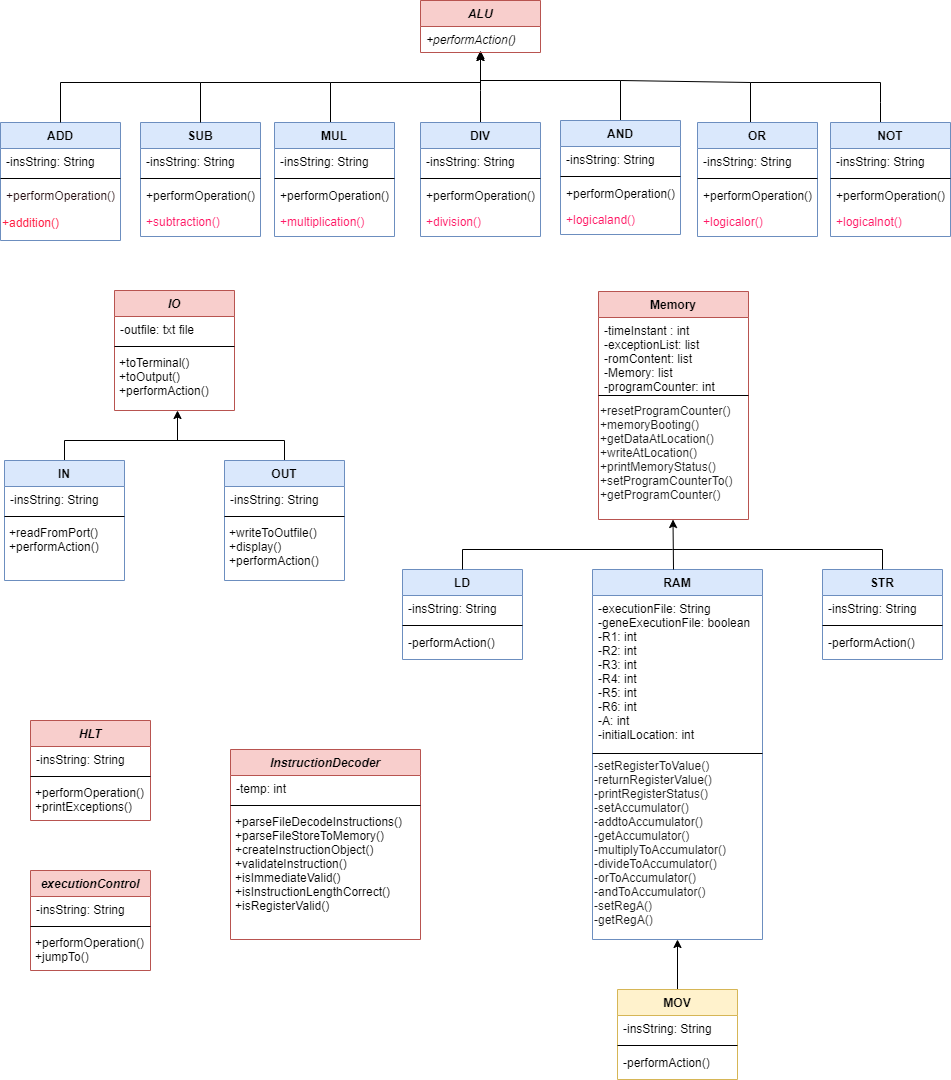 ALU
+performAction()
ADD
-insString: String
+performOperation()
+addition()
SUB
-insString: String
+performOperation()
+subtraction()
MUL
-insString: String
+performOperation()
+multiplication()
DIV
-insString: String
+performOperation()
+division()
AND
-insString: String
+performOperation()
+logicaland()
OR
-insString: String
+performOperation()
+logicalor()
NOT
-insString: String
+performOperation()
+logicalnot()
IO
-outfile: txt file
+toTerminal()
+toOutput()
+performAction()
IN
-insString: String
+readFromPort()
+performAction()
OUT
-insString: String
+writeToOutfile()
+display()
+performAction()
Memory
-timeInstant : int
-exceptionList: list
-romContent: list
-Memory: list
-programCounter: int
+resetProgramCounter()
+memoryBooting()
+getDataAtLocation()
+writeAtLocation()
+printMemoryStatus()
+setProgramCounterTo()
+getProgramCounter()
LD
-insString: String
-performAction()
RAM
-executionFile: String
-geneExecutionFile: boolean
-R1: int
-R2: int
-R3: int
-R4: int
-R5: int
-R6: int
-A: int
-initialLocation: int
-setRegisterToValue()
-returnRegisterValue()
-printRegisterStatus()
-setAccumulator()
-addtoAccumulator()
-getAccumulator()
-multiplyToAccumulator()
-divideToAccumulator()
-orToAccumulator()
-andToAccumulator()
-setRegA()
-getRegA()
STR
-insString: String
-performAction()
HLT
-insString: String
+performOperation()
+printExceptions()
InstructionDecoder
-temp: int
+parseFileDecodeInstructions()
+parseFileStoreToMemory()
+createInstructionObject()
+validateInstruction()
+isImmediateValid()
+isInstructionLengthCorrect()
+isRegisterValid()
executionControl
-insString: String
+performOperation()
+jumpTo()
MOV
-insString: String
-performAction()